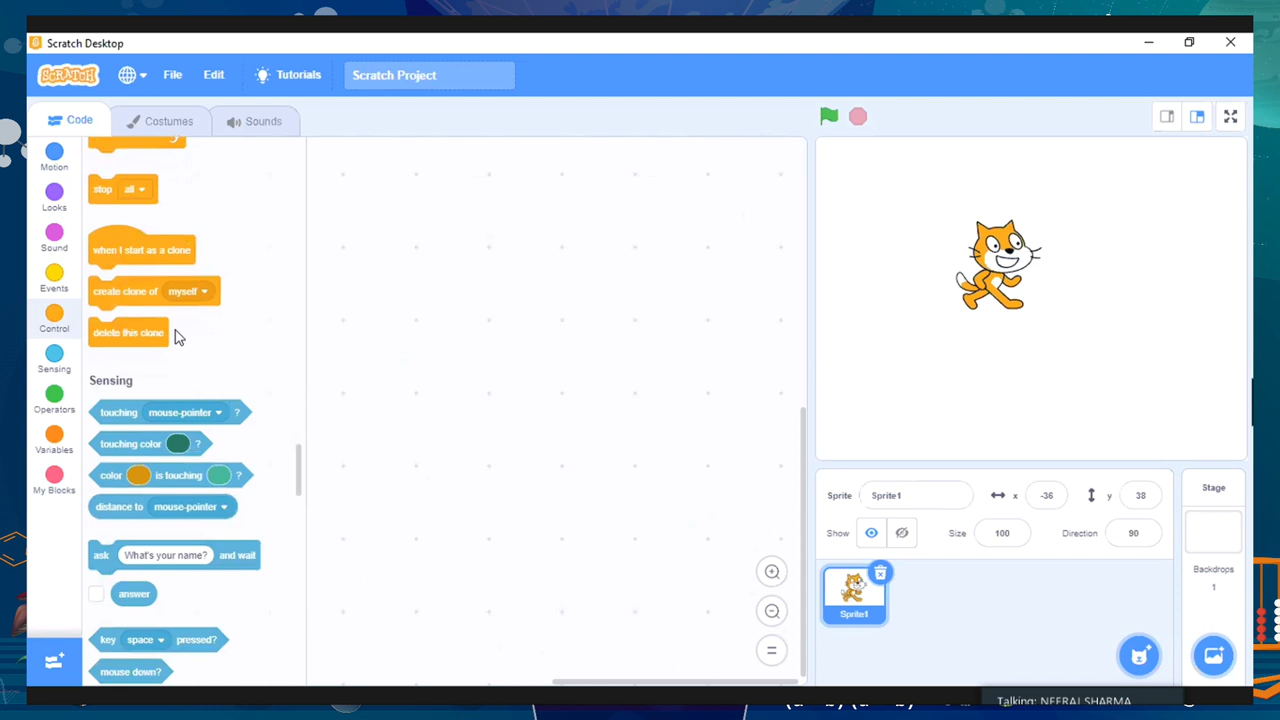 Scratch Desktop
SCRATCH
File
Edit
Tutorials
Scratch Project
Code
Costumes
Sounds
Motion
Looks
Sound
Events
Control
Sensing
Operators
Variables
My Blocks
stop all
when I start as a clone
create clone of myself
delete this clone
Sensing
touching mouse-pointer ?
touching color ?
color is touching ?
distance to mouse-pointer
ask What's your name? and wait
answer
key space pressed?
mouse down?
Sprite Sprite1 x -36 y 38
Show Size 100 Direction 90
Sprite1
Stage
Backdrops
1
Talking: NEERAJ SHARMA